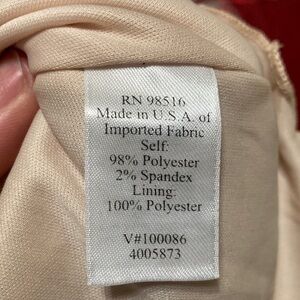 RN 98516
Made in U.S.A. of
Imported Fabric
Self:
98% Polyester
2% Spandex
Lining:
100% Polyester
V#100086
4005873